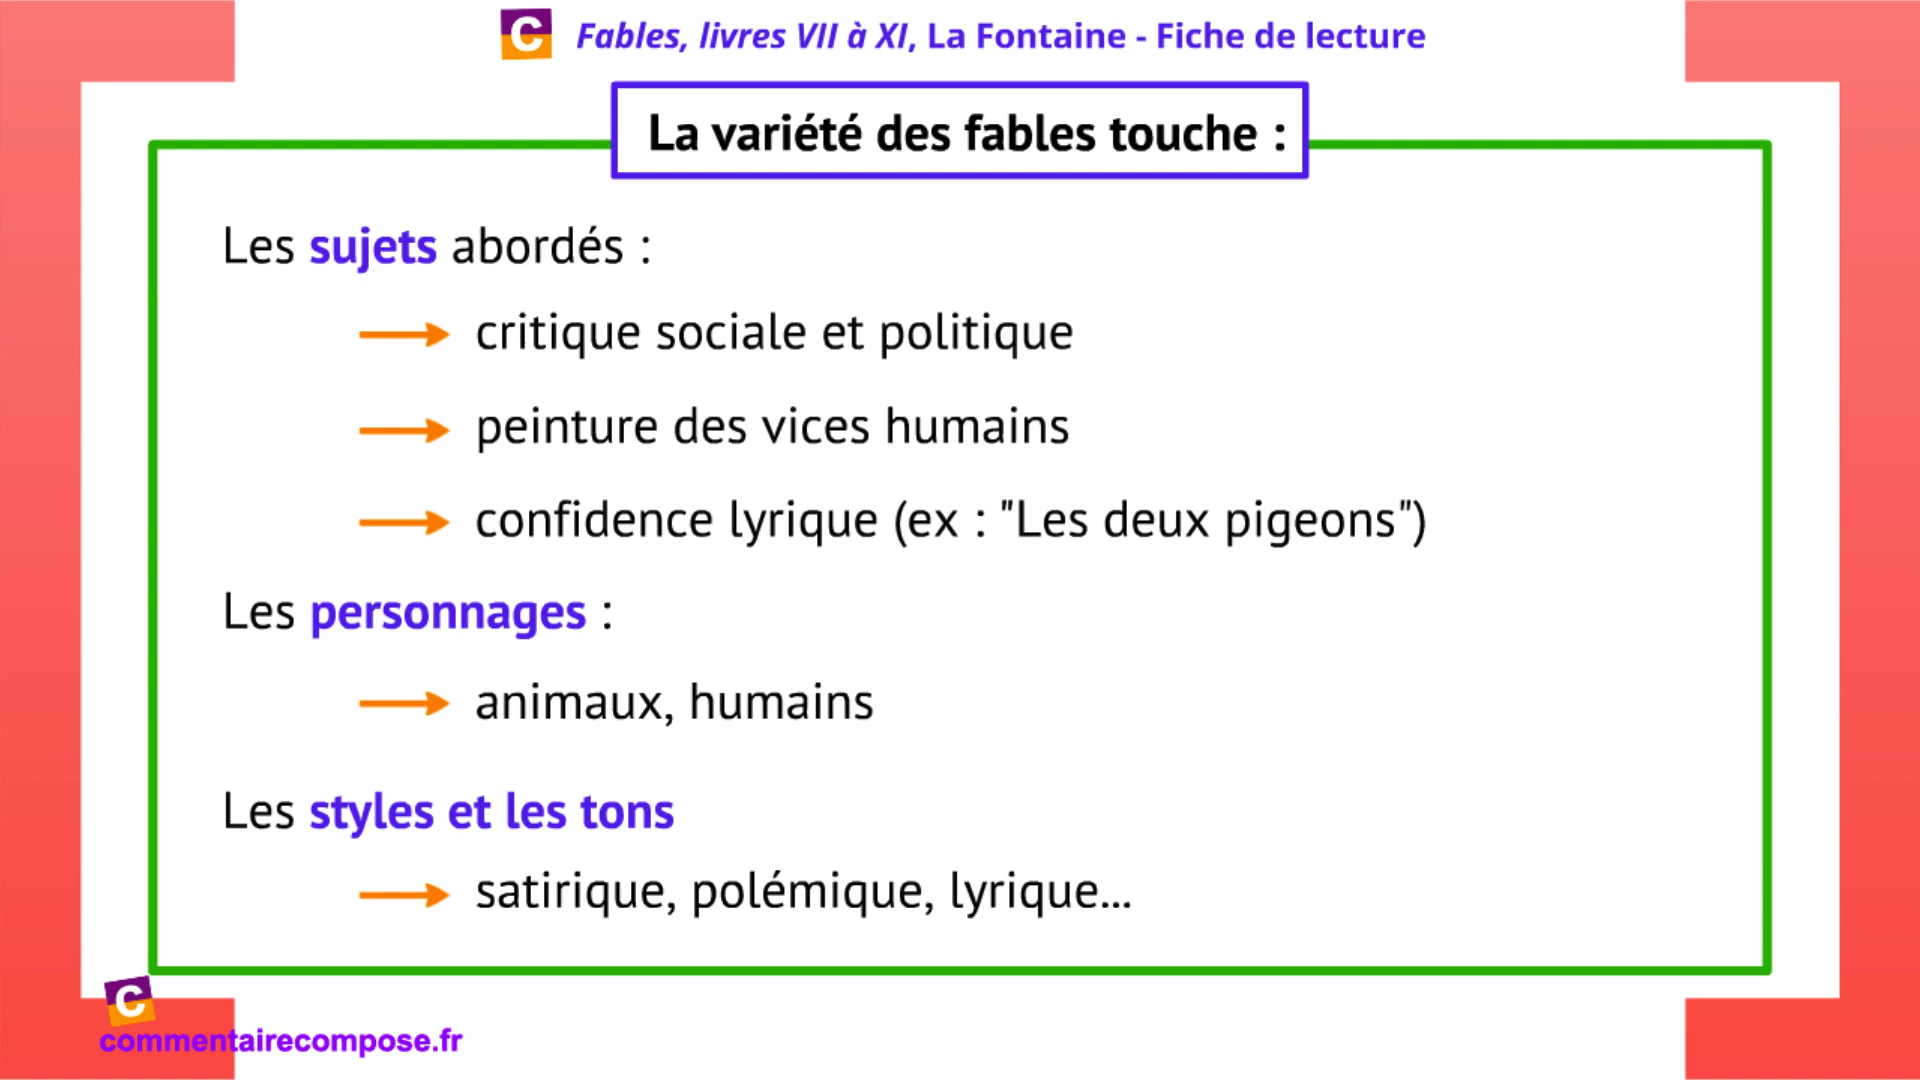 C Fables, livres VII à XI, La Fontaine - Fiche de lecture
La variété des fables touche :
Les sujets abordés :
critique sociale et politique
peinture des vices humains
confidence lyrique (ex : "Les deux pigeons")
Les personnages :
animaux, humains
Les styles et les tons
satirique, polémique, lyrique...
C
commentairecompose.fr